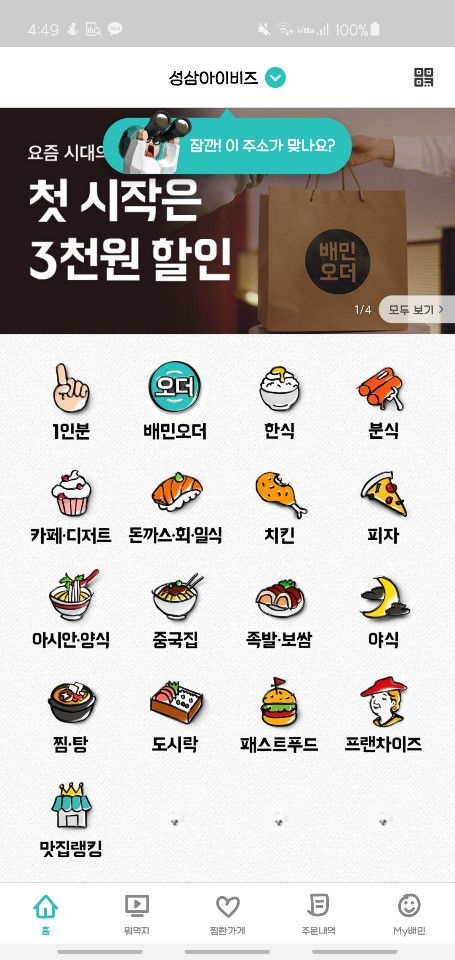 4:49
100%
성삼아이비즈
잠깐! 이 주소가 맞나요?
요즘 시대의
첫 시작은
3천원 할인
배민
오더
1/4 모두 보기
오더
1인분 배민오더 한식 분식
카페·디저트 돈까스·회·일식 치킨 피자
아시안·양식 중국집 족발·보쌈 야식
찜·탕 도시락 패스트푸드 프랜차이즈
맛집랭킹
홈 뭐먹지 찜한가게 주문내역 My배민